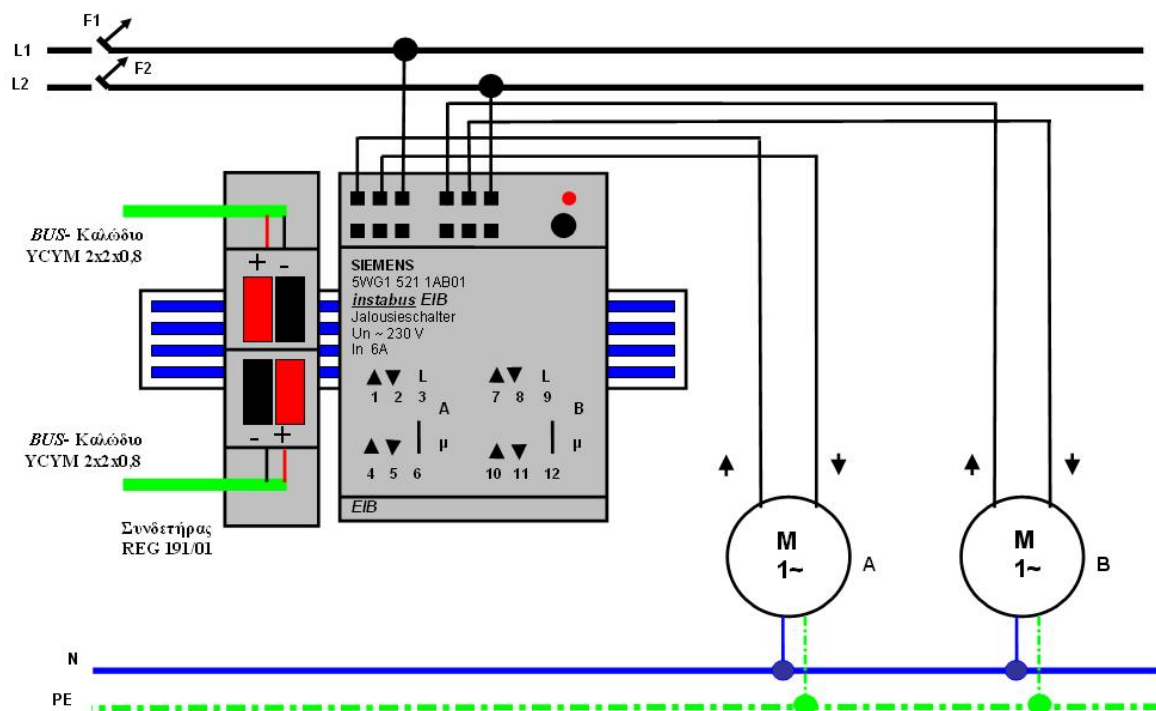 F1
L1
F2
L2
BUS- Καλώδιο
YCYM 2x2x0,8
+ -
SIEMENS
5WG1 521 1AB01
instabus EIB
Jalousieschalter
Un ~ 230 V
In 6A
▲▼ L ▲▼ L
1 2 3 7 8 9
A B
BUS- Καλώδιο
YCYM 2x2x0,8
- +
▲▼ | μ ▲▼ | μ
4 5 6 10 11 12
EIB
Συνδετήρας
REG 191/01
M
1~
A
M
1~
B
N
PE